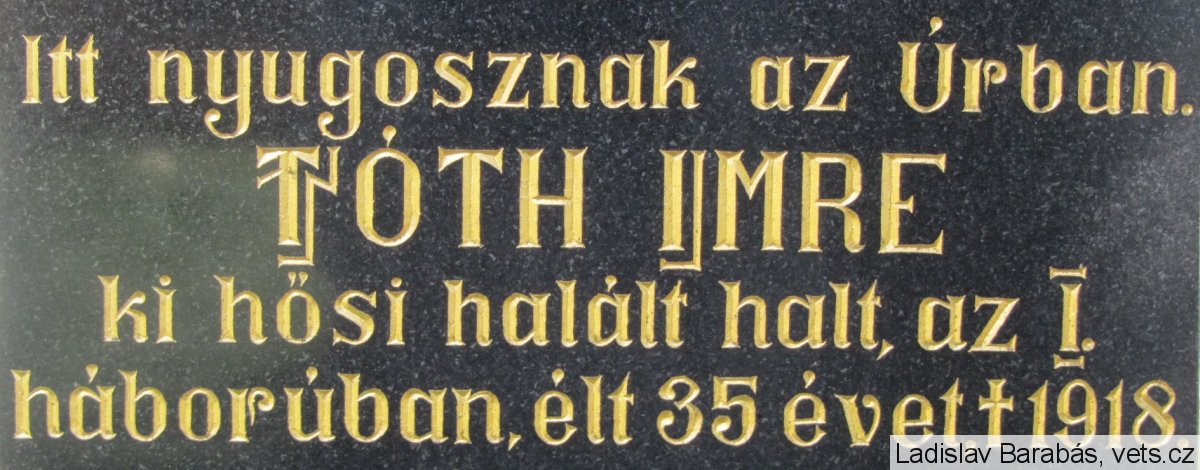 Itt nyugosznak az Úrban.
TÓTH IMRE
ki hősi halált halt, az I.
háborúban, élt 35 évet. † 1918.
Ladislav Barabás, vets.cz